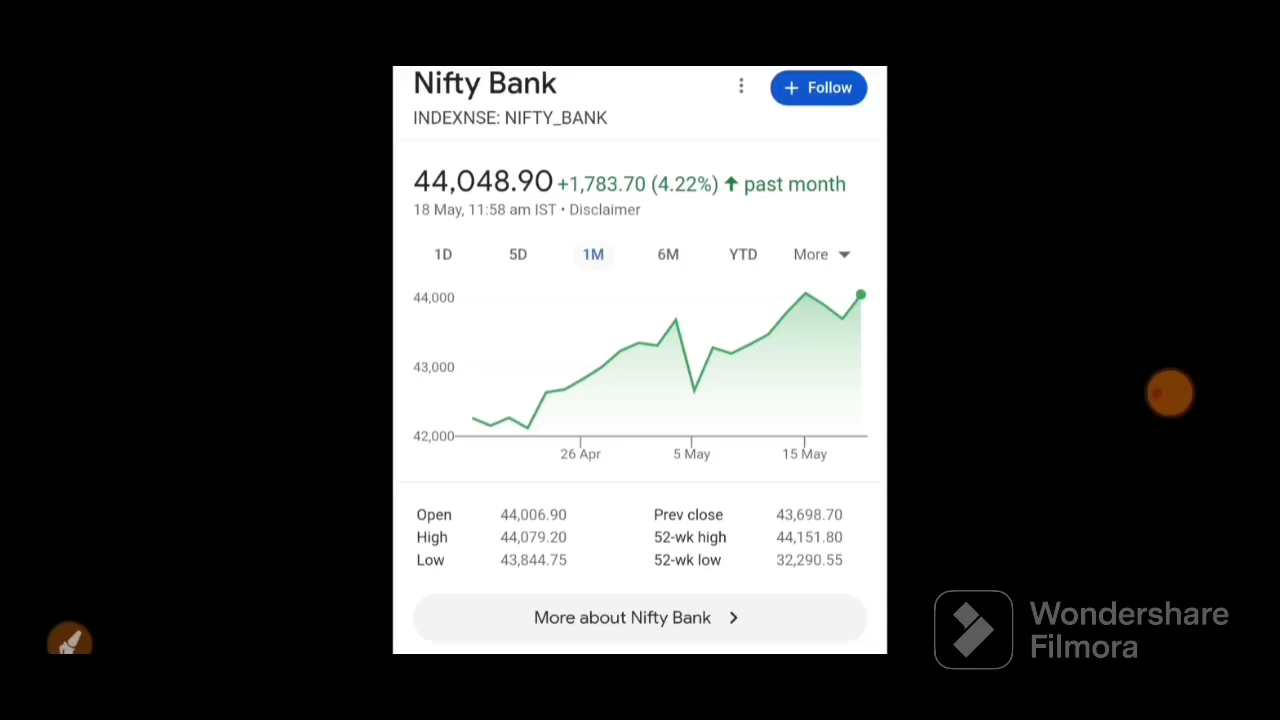 Nifty Bank
+ Follow
INDEXNSE: NIFTY_BANK
44,048.90 +1,783.70 (4.22%) ↑ past month
18 May, 11:58 am IST • Disclaimer
1D 5D 1M 6M YTD More
44,000
43,000
42,000
26 Apr 5 May 15 May
Open 44,006.90 Prev close 43,698.70
High 44,079.20 52-wk high 44,151.80
Low 43,844.75 52-wk low 32,290.55
More about Nifty Bank >
Wondershare
Filmora